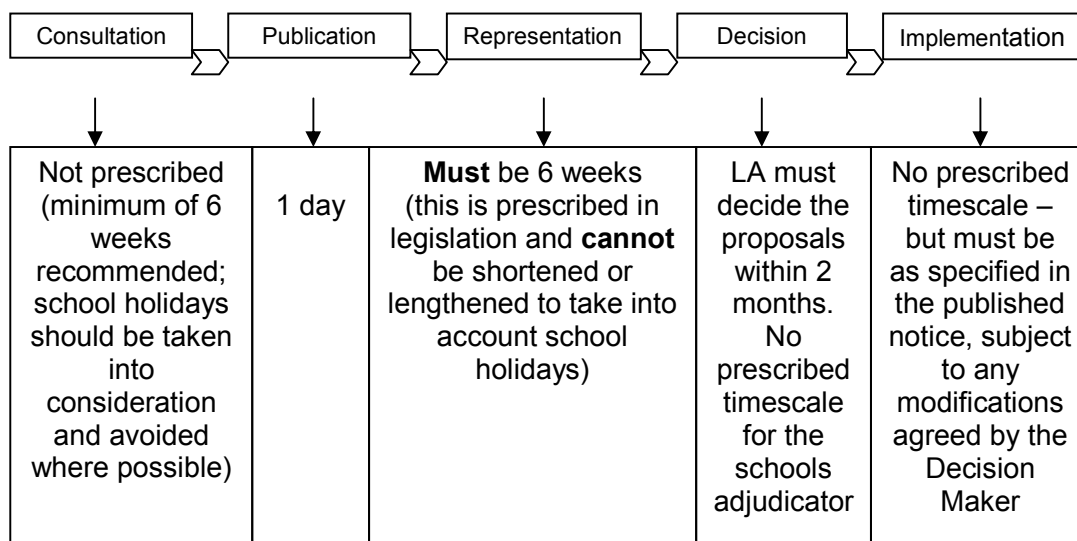 Consultation
Publication
Representation
Decision
Implementation
Not prescribed
(minimum of 6
weeks
recommended;
school holidays
should be taken
into
consideration
and avoided
where possible)
1 day
Must be 6 weeks
(this is prescribed in
legislation and cannot
be shortened or
lengthened to take into
account school
holidays)
LA must
decide the
proposals
within 2
months.
No
prescribed
timescale
for the
schools
adjudicator
No prescribed
timescale –
but must be
as specified in
the published
notice, subject
to any
modifications
agreed by the
Decision
Maker